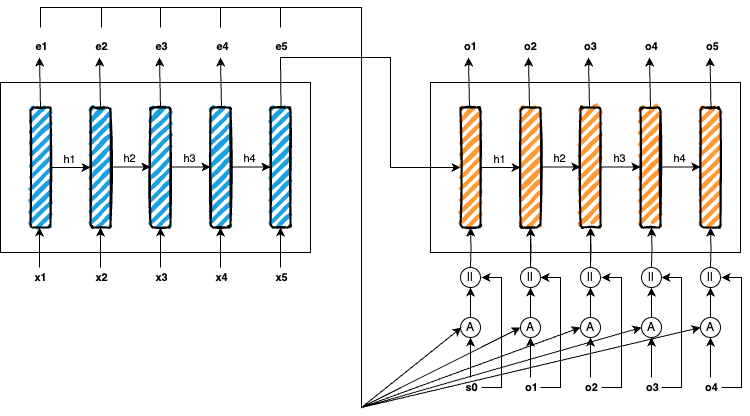 e1 e2 e3 e4 e5 o1 o2 o3 o4 o5
h1 h2 h3 h4 h1 h2 h3 h4
x1 x2 x3 x4 x5 II II II II II
A A A A A
s0 o1 o2 o3 o4